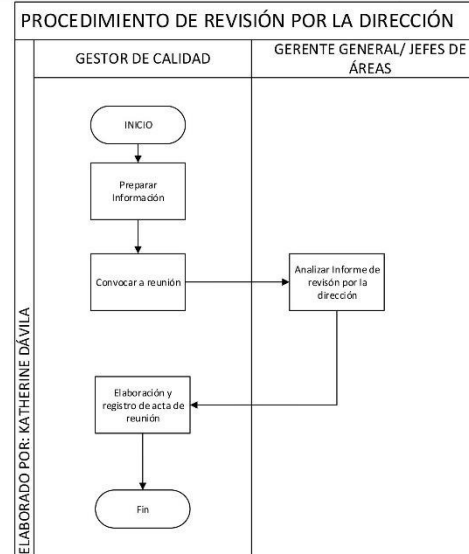 PROCEDIMIENTO DE REVISIÓN POR LA DIRECCIÓN
GESTOR DE CALIDAD
GERENTE GENERAL/ JEFES DE
ÁREAS
INICIO
Preparar
Información
Convocar a reunión
Analizar Informe de
revisón por la
dirección
Elaboración y
registro de acta de
reunión
Fin
ELABORADO POR: KATHERINE DÁVILA